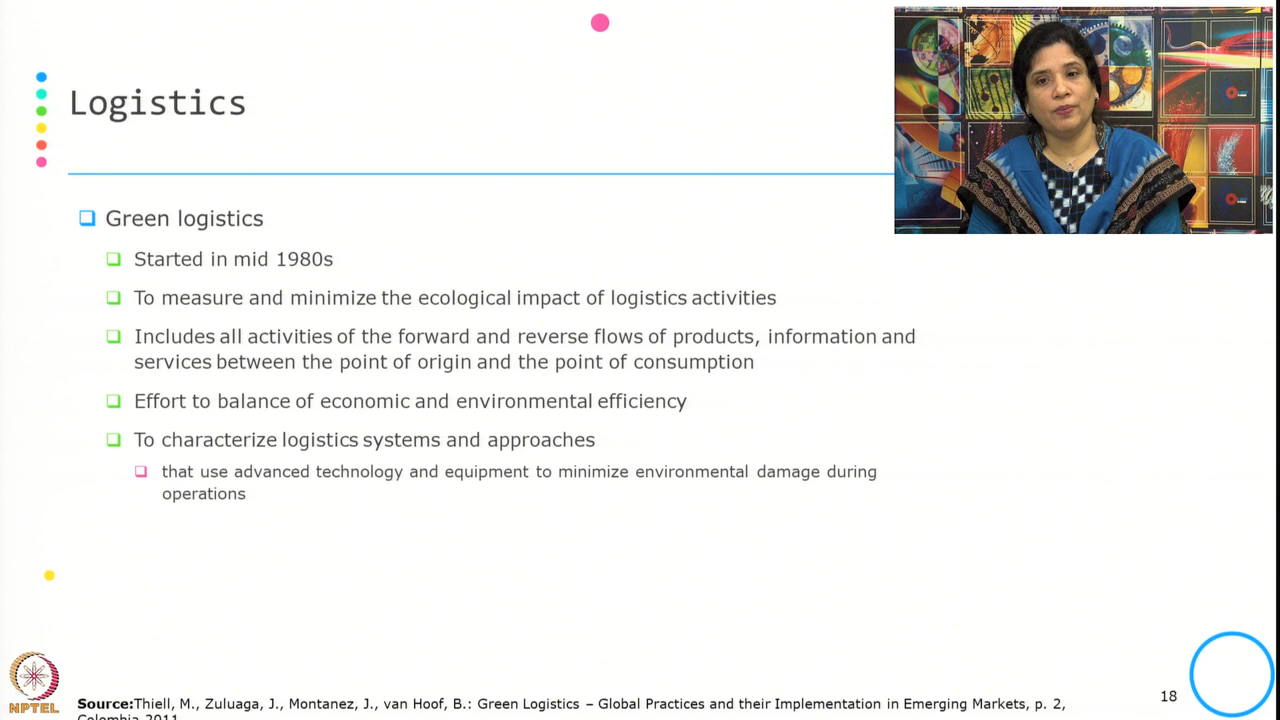 Logistics
Green logistics
Started in mid 1980s
To measure and minimize the ecological impact of logistics activities
Includes all activities of the forward and reverse flows of products, information and
services between the point of origin and the point of consumption
Effort to balance of economic and environmental efficiency
To characterize logistics systems and approaches
that use advanced technology and equipment to minimize environmental damage during
operations
NPTEL
Source:Thiell, M., Zuluaga, J., Montanez, J., van Hoof, B.: Green Logistics – Global Practices and their Implementation in Emerging Markets, p. 2,
Colombia 2011
18